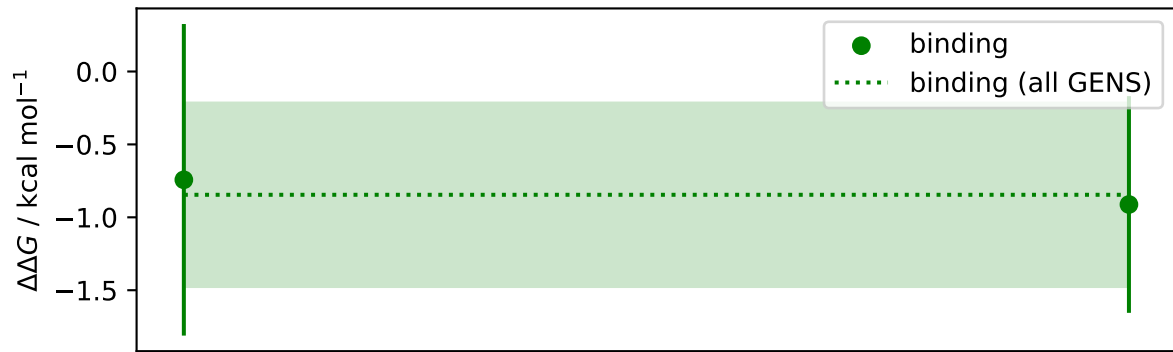 binding
binding (all GENS)
ΔΔG / kcal mol⁻¹
0.0
−0.5
−1.0
−1.5